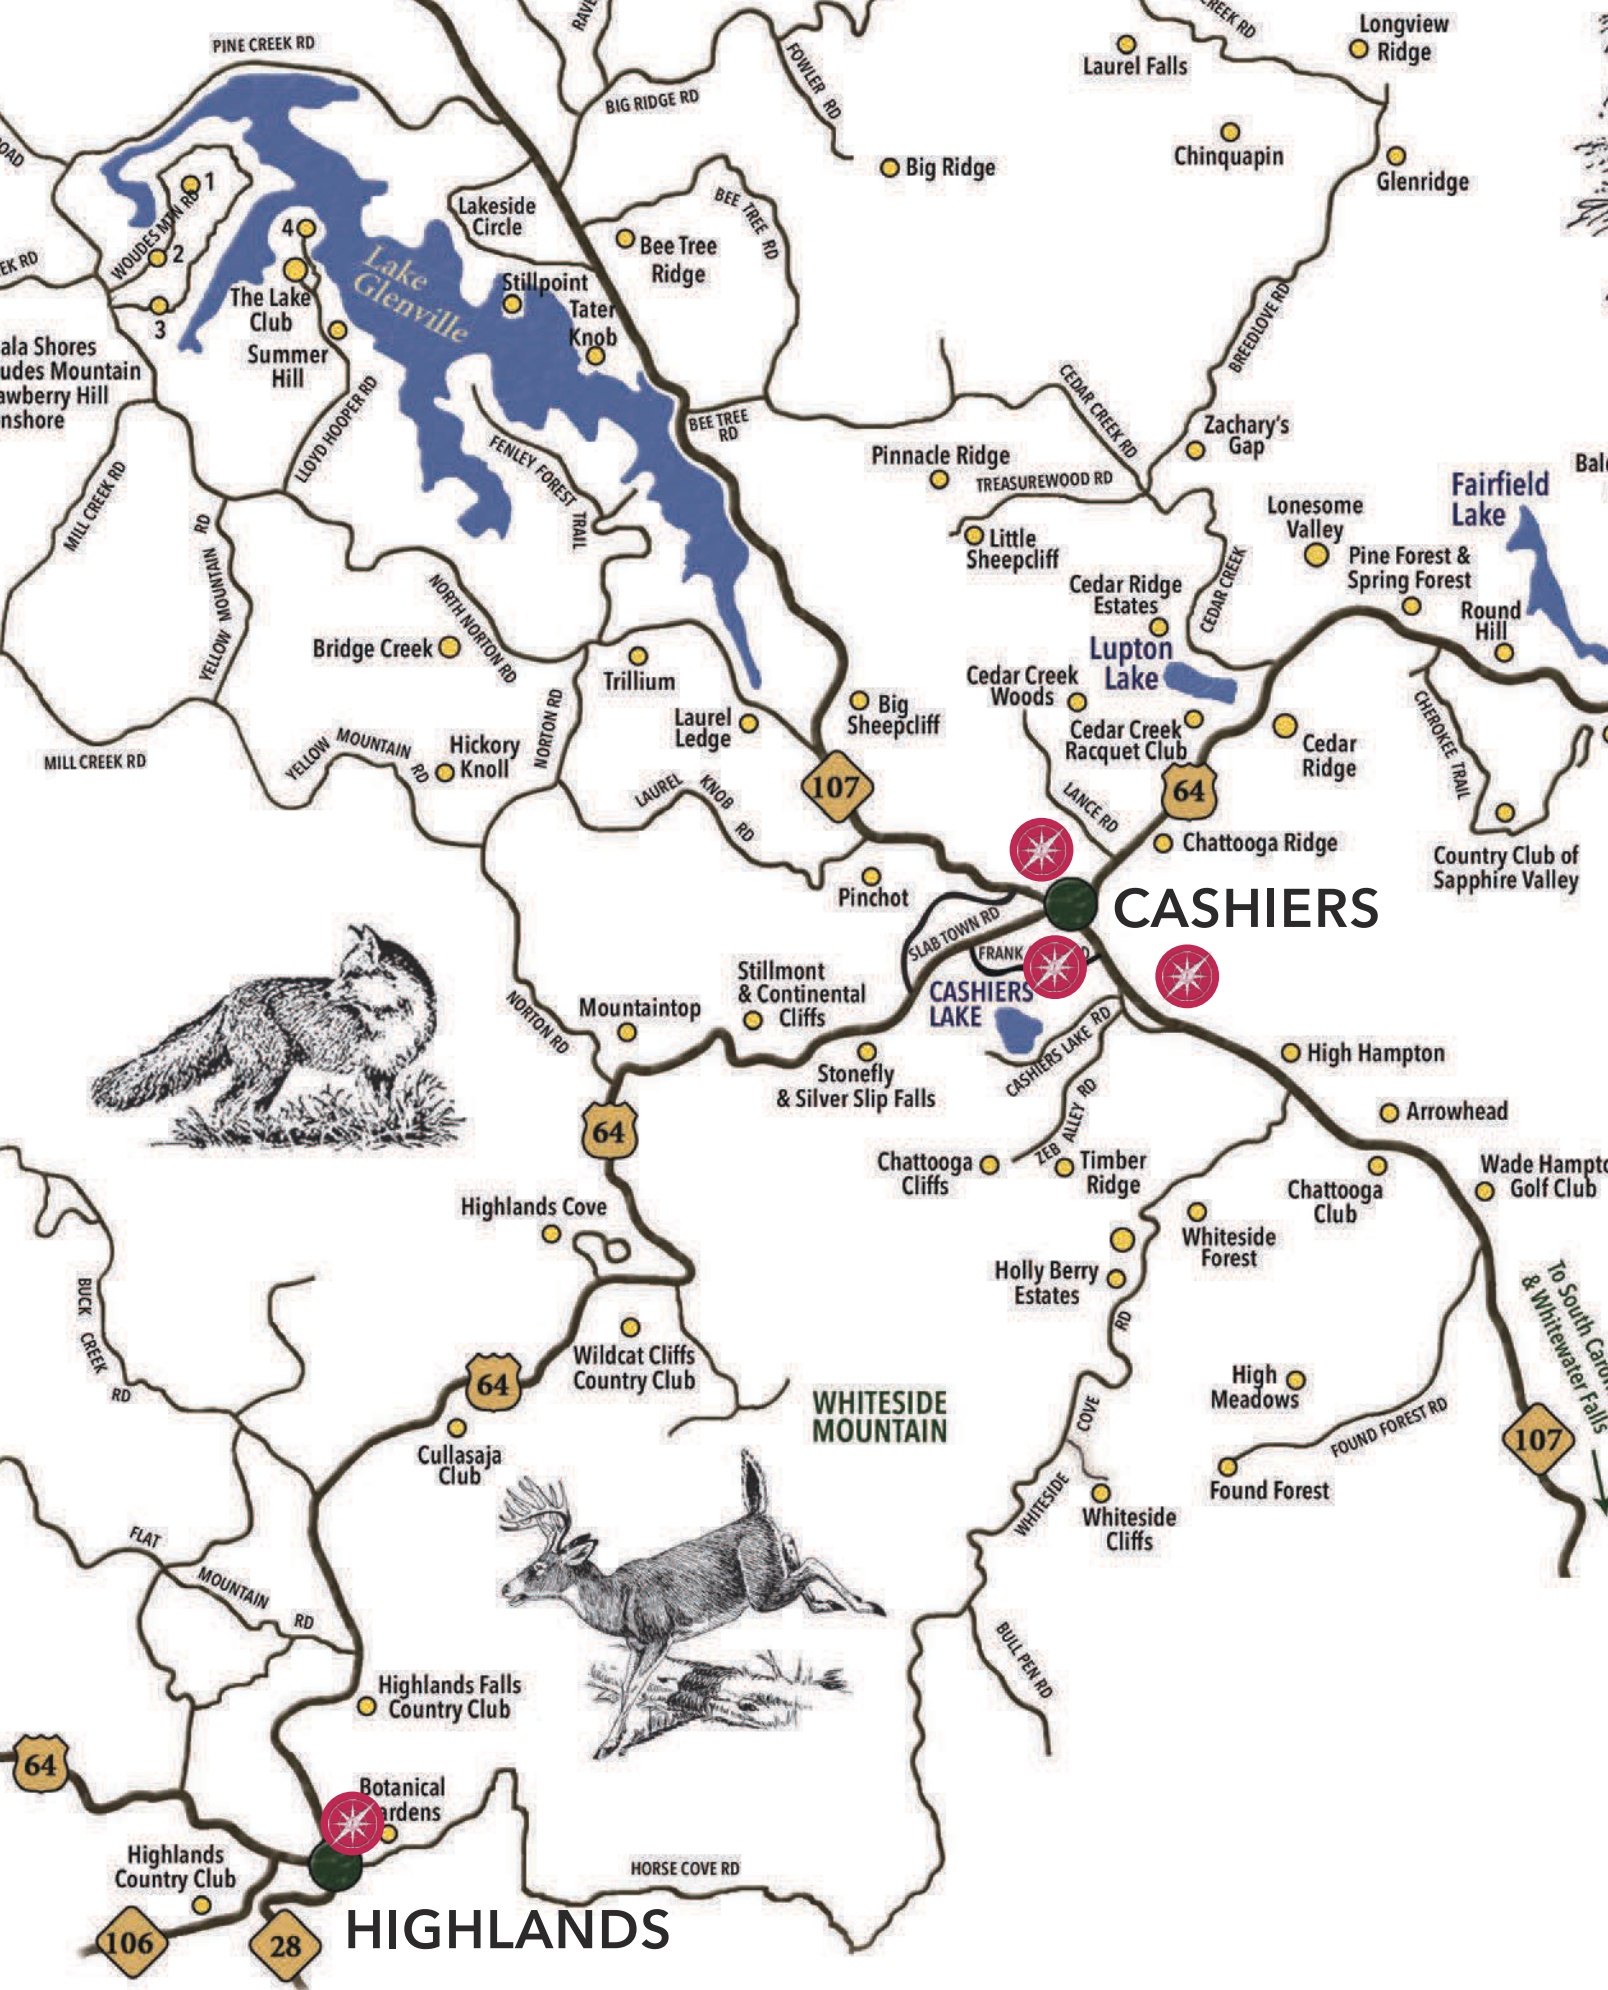 PINE CREEK RD
BIG RIDGE RD
FOWLER RD
CREEK RD
Longview
Ridge
Laurel Falls
Chinquapin
Glenridge
Big Ridge
1
WOUDES MTN RD
2
3
4
EK RD
The Lake
Club
Summer
Hill
Lake
Glenville
Lakeside
Circle
Stillpoint
Tater
Knob
Bee Tree
Ridge
BEE TREE RD
BEE TREE
RD
BREEDLOVE RD
ala Shores
udes Mountain
awberry Hill
nshore
MILL CREEK RD
LLOYD HOOPER RD
FENLEY FOREST TRAIL
CEDAR CREEK RD
Zachary's
Gap
Pinnacle Ridge
TREASUREWOOD RD
Little
Sheepcliff
Fairfield
Lake
Lonesome
Valley
Pine Forest &
Spring Forest
Round
Hill
Cedar Ridge
Estates
CEDAR CREEK
Lupton
Lake
Cedar Creek
Woods
Cedar Creek
Racquet Club
Cedar
Ridge
CHEROKEE TRAIL
YELLOW MOUNTAIN RD
NORTH NORTON RD
Bridge Creek
Trillium
Laurel
Ledge
Big
Sheepcliff
NORTON RD
MILL CREEK RD
YELLOW MOUNTAIN RD
Hickory
Knoll
LAUREL KNOB RD
107
64
LANCE RD
Chattooga Ridge
Country Club of
Sapphire Valley
Pinchot
CASHIERS
SLAB TOWN RD
FRANK
CASHIERS
LAKE
Stillmont
& Continental
Cliffs
Mountaintop
NORTON RD
Stonefly
& Silver Slip Falls
CASHIERS LAKE RD
ZEB ALLEY RD
High Hampton
Arrowhead
64
Chattooga
Cliffs
Timber
Ridge
Chattooga
Club
Wade Hampto
Golf Club
Highlands Cove
Whiteside
Forest
Holly Berry
Estates
To South Carol
& Whitewater Falls
BUCK CREEK RD
Wildcat Cliffs
Country Club
64
Cullasaja
Club
WHITESIDE
MOUNTAIN
WHITESIDE COVE RD
High
Meadows
FOUND FOREST RD
107
Found Forest
Whiteside
Cliffs
FLAT MOUNTAIN RD
BULL PEN RD
Highlands Falls
Country Club
64
Botanical
ardens
Highlands
Country Club
HORSE COVE RD
HIGHLANDS
106
28